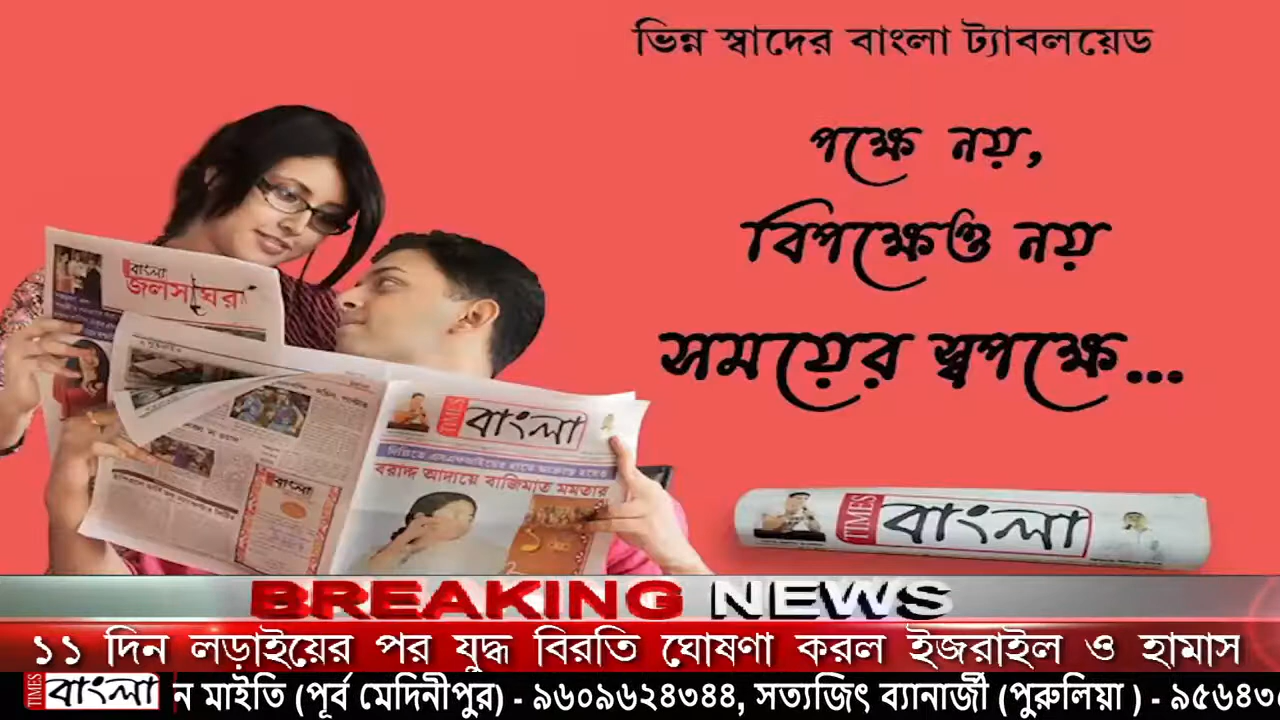 ভিন্ন স্বাদের বাংলা ট্যাবলয়েড
পক্ষে নয়,
বিপক্ষেও নয়
সময়ের স্বপক্ষে...
বাংলা
জলসাঘর
TIMES বাংলা
বরাদ্দ আদায়ে বাজিমাত মমতার
বাংলা
TIMES বাংলা
BREAKING NEWS
১১ দিন লড়াইয়ের পর যুদ্ধ বিরতি ঘোষণা করল ইজরাইল ও হামাস
TIMES বাংলা
ন মাইতি (পূর্ব মেদিনীপুর) - ৯৬০৯৬২৪৩৪৪, সত্যজিৎ ব্যানার্জী (পুরুলিয়া ) - ৯৫৬৪৩